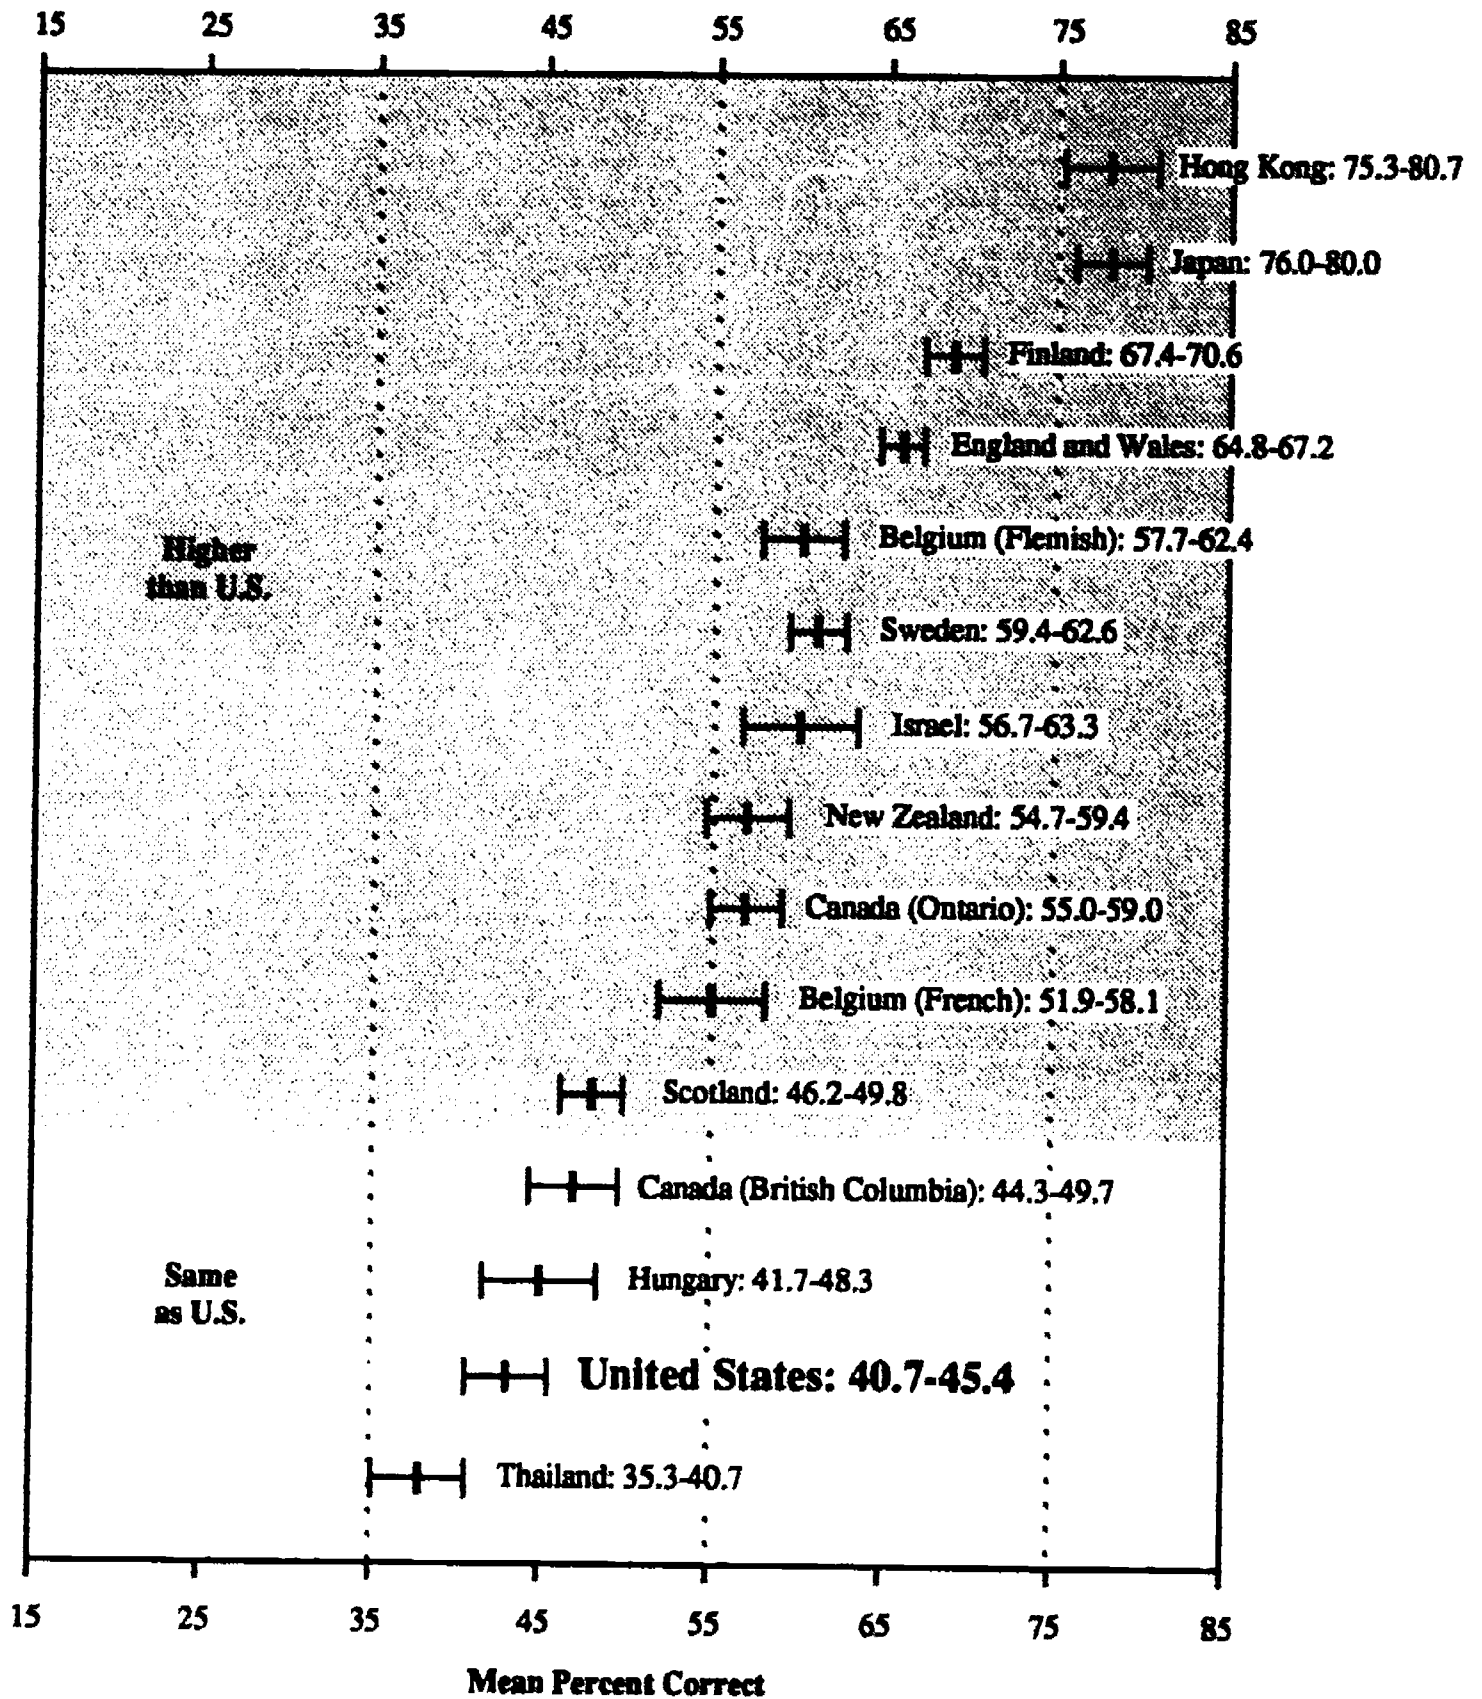 15 25 35 45 55 65 75 85
Hong Kong: 75.3-80.7
Japan: 76.0-80.0
Finland: 67.4-70.6
England and Wales: 64.8-67.2
Belgium (Flemish): 57.7-62.4
Higher
than U.S.
Sweden: 59.4-62.6
Israel: 56.7-63.3
New Zealand: 54.7-59.4
Canada (Ontario): 55.0-59.0
Belgium (French): 51.9-58.1
Scotland: 46.2-49.8
Canada (British Columbia): 44.3-49.7
Same
as U.S.
Hungary: 41.7-48.3
United States: 40.7-45.4
Thailand: 35.3-40.7
15 25 35 45 55 65 75 85
Mean Percent Correct